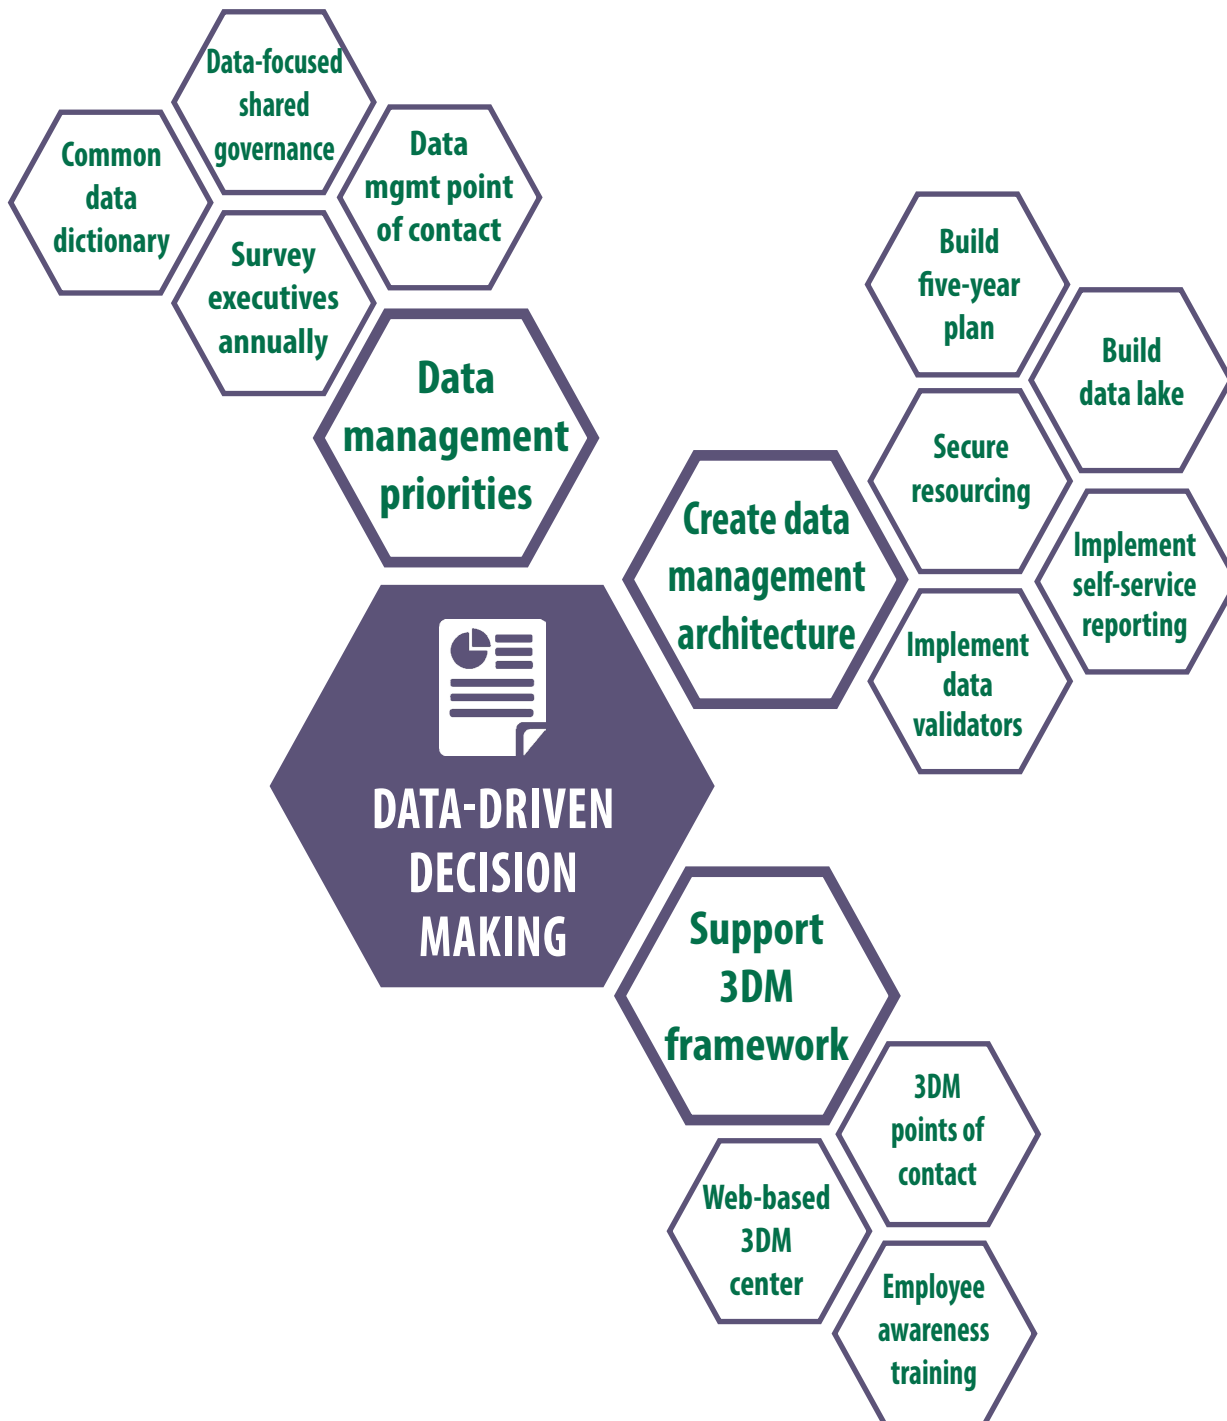 Data-focused
shared
governance
Common
data
dictionary
Data
mgmt point
of contact
Survey
executives
annually
Data
management
priorities
Build
five-year
plan
Build
data lake
Secure
resourcing
Create data
management
architecture
Implement
self-service
reporting
Implement
data
validators
DATA-DRIVEN
DECISION
MAKING
Support
3DM
framework
3DM
points of
contact
Web-based
3DM
center
Employee
awareness
training